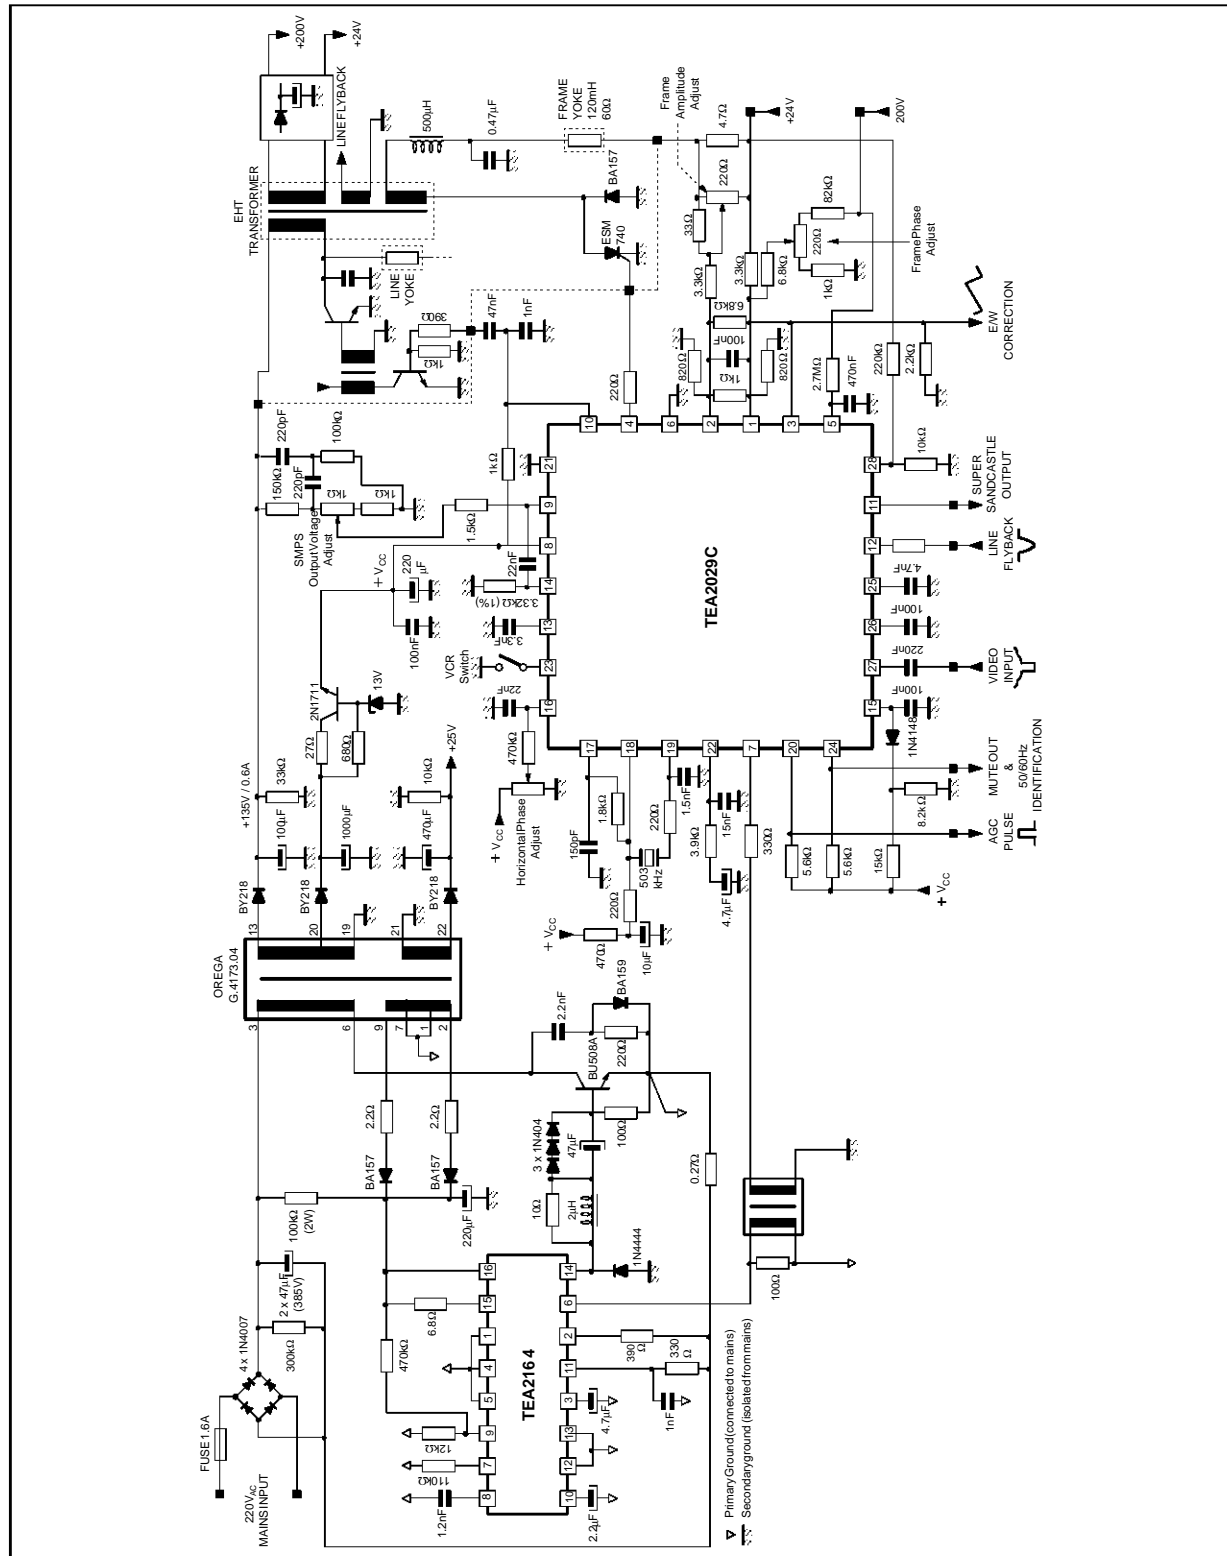 +200V
+24V
LINE FLYBACK
EHT
TRANSFORMER
500µH
0.47µF
FRAME
YOKE
120mH
60Ω
Frame
Amplitude
Adjust
4.7Ω
220Ω
33Ω
+24V
200V
BA157
ESM
740
LINE
YOKE
390Ω
1kΩ
47nF
1nF
3.3kΩ
3.3kΩ
6.8kΩ
220Ω
82kΩ
1kΩ
Frame Phase
Adjust
6.8kΩ
100nF
820Ω
1kΩ
820Ω
220Ω
2.7MΩ
470nF
220kΩ
2.2kΩ
E/W
CORRECTION
220pF
100kΩ
150kΩ
220pF
1kΩ
1kΩ
SMPS
Output Voltage
Adjust
1.5kΩ
1kΩ
+ VCC
220
µF
100nF
22nF
3.32kΩ (1%)
3.3nF
VCR
Switch
22nF
470kΩ
+ VCC
Horizontal Phase
Adjust
2N1711
13V
27Ω
680Ω
+25V
+135V / 0.6A
33kΩ
10kΩ
100µF
1000µF
470µF
BY218
BY218
BY218
10
4
6
2
1
3
5
21
9
8
14
13
23
16
TEA2029C
28
11
12
25
26
27
15
17
18
19
22
7
20
24
10kΩ
SUPER
SANDCASTLE
OUTPUT
LINE
FLYBACK
4.7nF
100nF
220nF
VIDEO
INPUT
100nF
1N4148
8.2kΩ
MUTE OUT
&
50/60Hz
IDENTIFICATION
AGC
PULSE
5.6kΩ
5.6kΩ
15kΩ
+ VCC
150pF
1.8kΩ
220Ω
1.5nF
503
kHz
220Ω
470Ω
10µF
+ VCC
15nF
3.9kΩ
4.7µF
330Ω
13
20
19
21
22
OREGA
G.4173.04
3
6
9
7
1
2
2.2nF
BA159
220Ω
BU508A
2.2Ω
2.2Ω
BA157
BA157
3 x 1N404
47µF
100Ω
0.27Ω
100kΩ
(2W)
220µF
10Ω
2µH
1N4444
2 x 47µF
(385V)
300kΩ
4 x 1N4007
FUSE 1.6A
220VAC
MAINS INPUT
6.8Ω
470kΩ
12kΩ
110kΩ
1.2nF
16
15
1
4
5
9
7
8
TEA2164
14
6
2
11
3
13
12
10
390
Ω
330
Ω
1nF
4.7µF
2.2µF
100Ω
Primary Ground (connected to mains)
Secondary ground (isolated from mains)